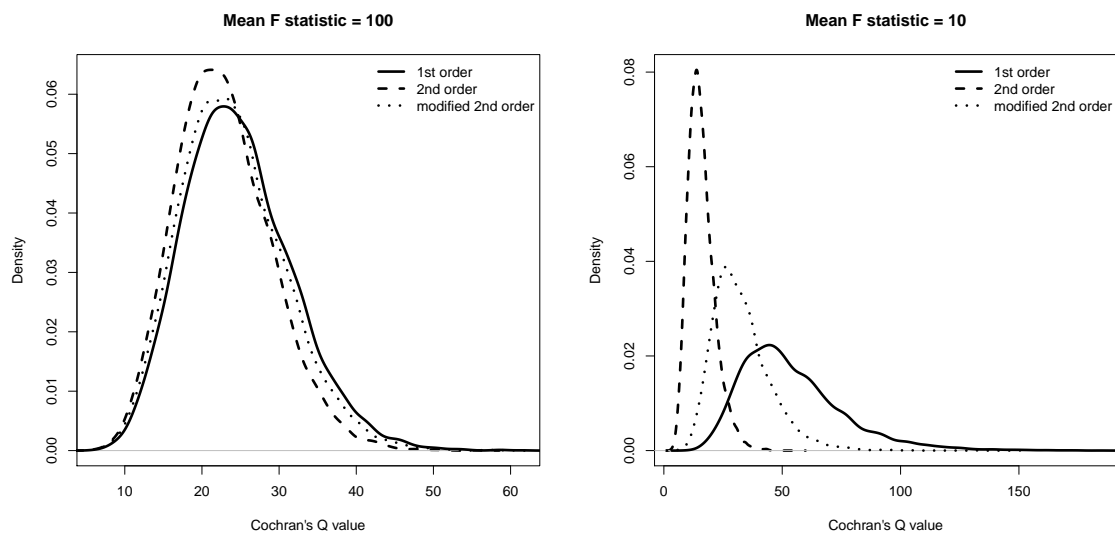 Mean F statistic = 100
1st order
2nd order
modified 2nd order
Density
0.00
0.01
0.02
0.03
0.04
0.05
0.06
10
20
30
40
50
60
Cochran's Q value
Mean F statistic = 10
1st order
2nd order
modified 2nd order
Density
0.00
0.02
0.04
0.06
0.08
0
50
100
150
Cochran's Q value